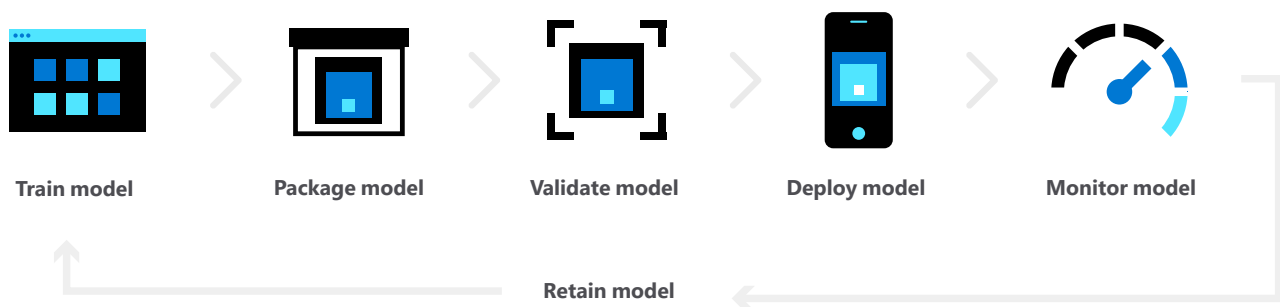 Train model
Package model
Validate model
Deploy model
Monitor model
Retain model